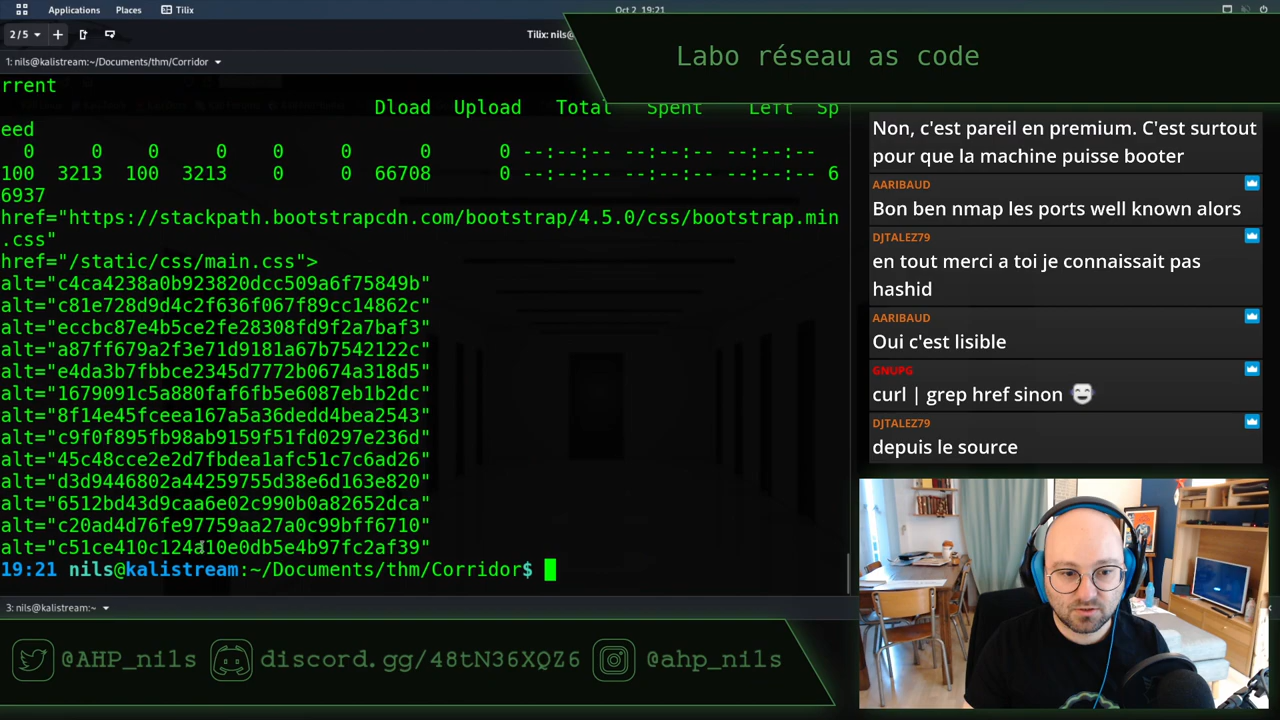 Applications Places Tilix
Oct 2, 19:21
2/5
Tilix: nils@
Labo réseau as code
1: nils@kalistream:~/Documents/thm/Corridor
rrent
Dload Upload Total Spent Left Sp
eed
0 0 0 0 0 0 0 0 --:--:-- --:--:-- --:--:--
100 3213 100 3213 0 0 66708 0 --:--:-- --:--:-- --:--:-- 6
6937
href="https://stackpath.bootstrapcdn.com/bootstrap/4.5.0/css/bootstrap.min
.css"
href="/static/css/main.css">
alt="c4ca4238a0b923820dcc509a6f75849b"
alt="c81e728d9d4c2f636f067f89cc14862c"
alt="eccbc87e4b5ce2fe28308fd9f2a7baf3"
alt="a87ff679a2f3e71d9181a67b7542122c"
alt="e4da3b7fbbce2345d7772b0674a318d5"
alt="1679091c5a880faf6fb5e6087eb1b2dc"
alt="8f14e45fceea167a5a36dedd4bea2543"
alt="c9f0f895fb98ab9159f51fd0297e236d"
alt="45c48cce2e2d7fbdea1afc51c7c6ad26"
alt="d3d9446802a44259755d38e6d163e820"
alt="6512bd43d9caa6e02c990b0a82652dca"
alt="c20ad4d76fe97759aa27a0c99bff6710"
alt="c51ce410c124a10e0db5e4b97fc2af39"
19:21 nils@kalistream:~/Documents/thm/Corridor$
3: nils@kalistream:~
Non, c'est pareil en premium. C'est surtout
pour que la machine puisse booter
AARIBAUD
Bon ben nmap les ports well known alors
DJTALEZ79
en tout merci a toi je connaissait pas
hashid
AARIBAUD
Oui c'est lisible
GNUPG
curl | grep href sinon
DJTALEZ79
depuis le source
@AHP_nils discord.gg/48tN36XQZ6 @ahp_nils